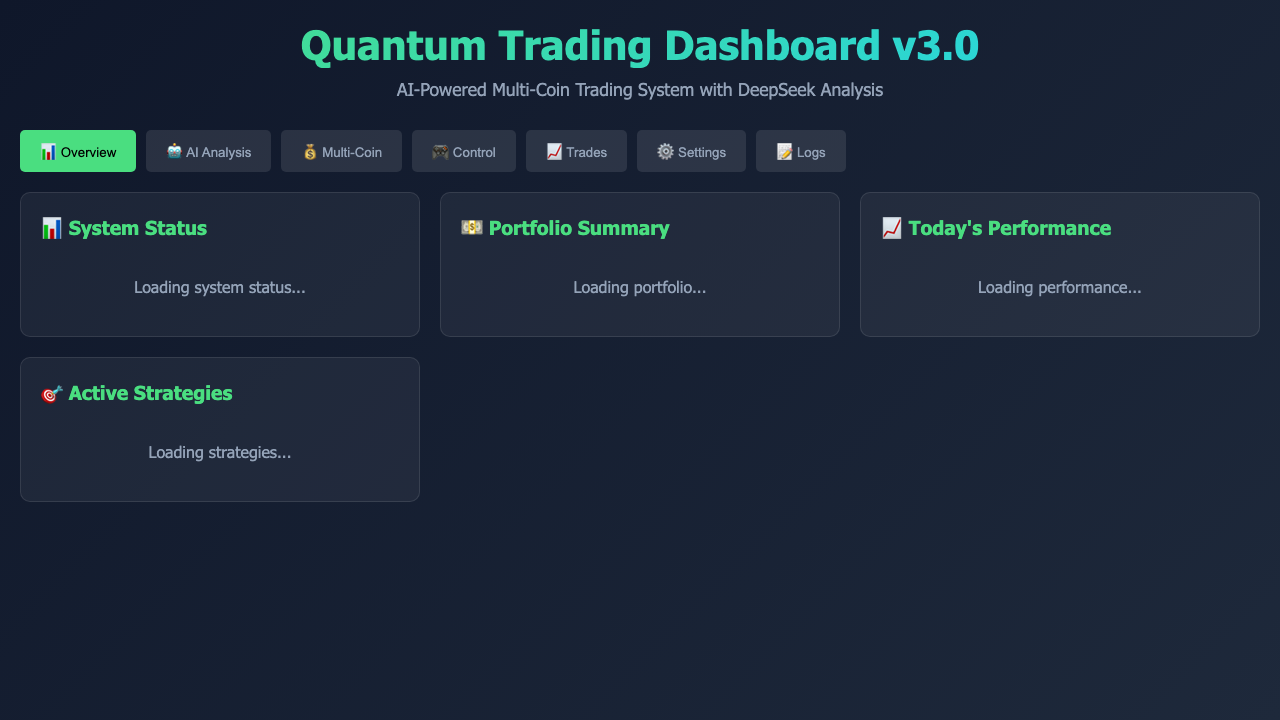 Quantum Trading Dashboard v3.0
AI-Powered Multi-Coin Trading System with DeepSeek Analysis
📊 Overview
🤖 AI Analysis
💰 Multi-Coin
🎮 Control
📈 Trades
⚙️ Settings
📝 Logs
📊 System Status
Loading system status...
💵 Portfolio Summary
Loading portfolio...
📈 Today's Performance
Loading performance...
🎯 Active Strategies
Loading strategies...